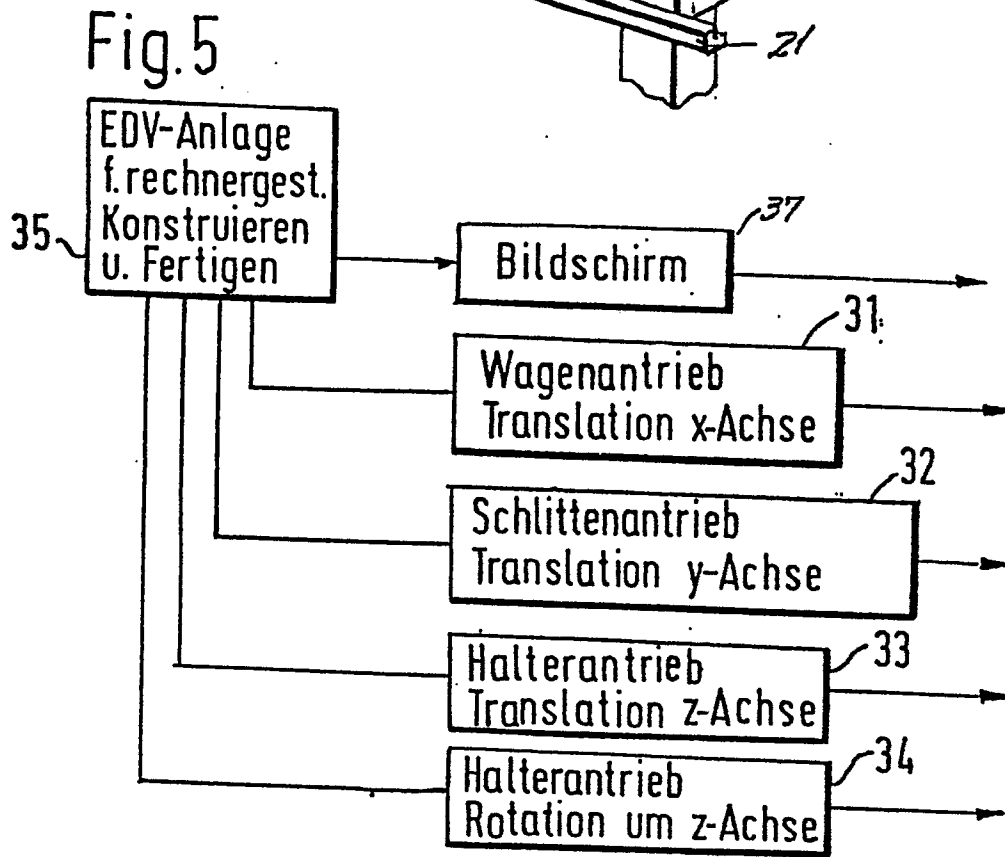 21
Fig.5
EDV-Anlage
f.rechnergest.
Konstruieren
u. Fertigen
35
37
Bildschirm
31
Wagenantrieb
Translation x-Achse
32
Schlittenantrieb
Translation y-Achse
33
Halterantrieb
Translation z-Achse
34
Halterantrieb
Rotation um z-Achse